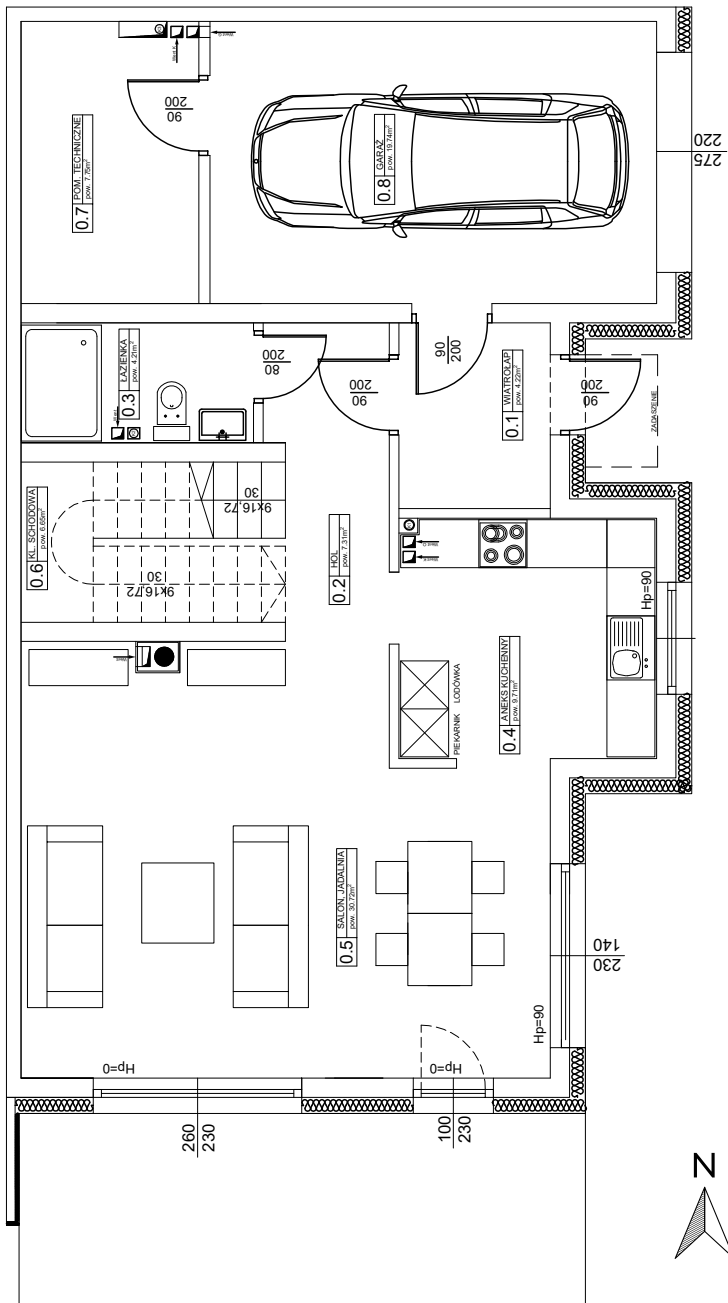 0.7
POM. TECHNICZNE
pow. 7.75m²
90
200
0.8
GARAŻ
pow. 19.74m²
220
275
0.3
ŁAZIENKA
pow. 4.21m²
80
200
90
200
90
200
0.1
WIATROŁAP
pow. 4.22m²
90
200
ZADASZENIE
0.6
KL. SCHODOWA
pow. 6.65m²
30
9x16,72
30
9x16,72
0.2
HOL
pow. 7.31m²
Hp=90
0.4
ANEKS KUCHENNY
pow. 9.71m²
PIEKARNIK
LODÓWKA
0.5
SALON, JADALNIA
pow. 30.72m²
140
230
Hp=90
Hp=0
Hp=0
260
230
100
230
N